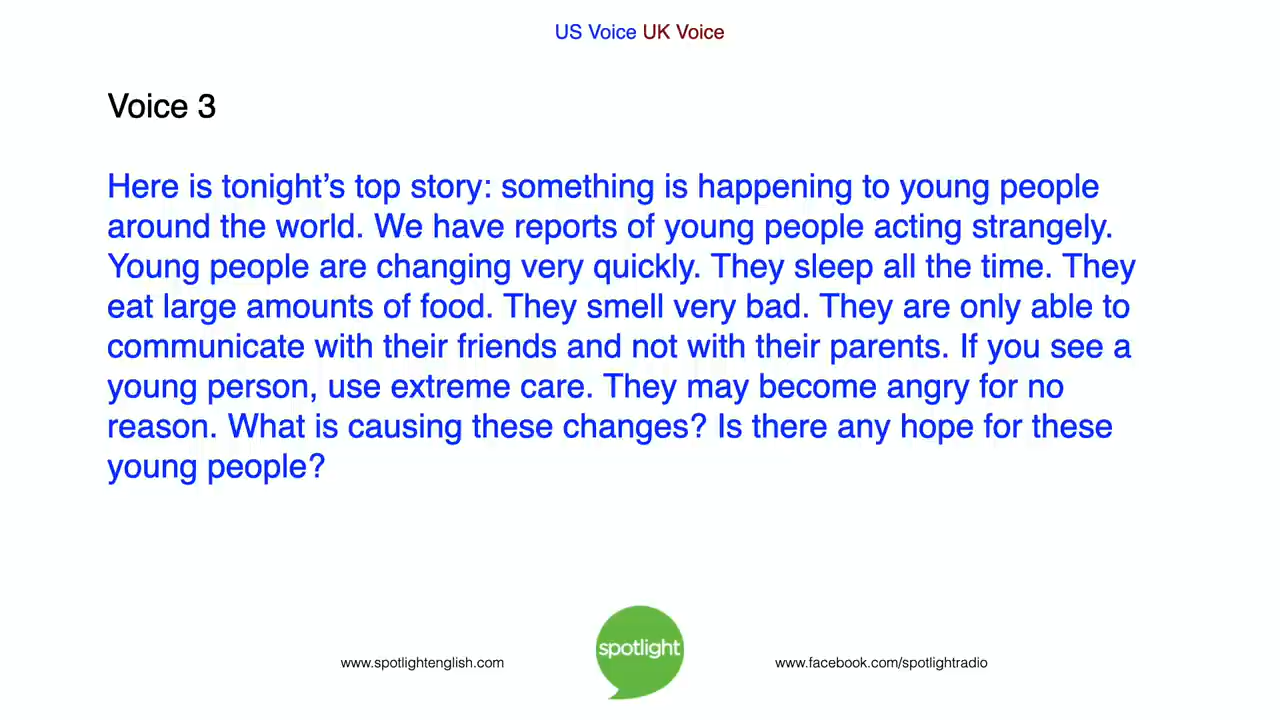 US Voice UK Voice
Voice 3
Here is tonight’s top story: something is happening to young people
around the world. We have reports of young people acting strangely.
Young people are changing very quickly. They sleep all the time. They
eat large amounts of food. They smell very bad. They are only able to
communicate with their friends and not with their parents. If you see a
young person, use extreme care. They may become angry for no
reason. What is causing these changes? Is there any hope for these
young people?
www.spotlightenglish.com
spotlight
www.facebook.com/spotlightradio